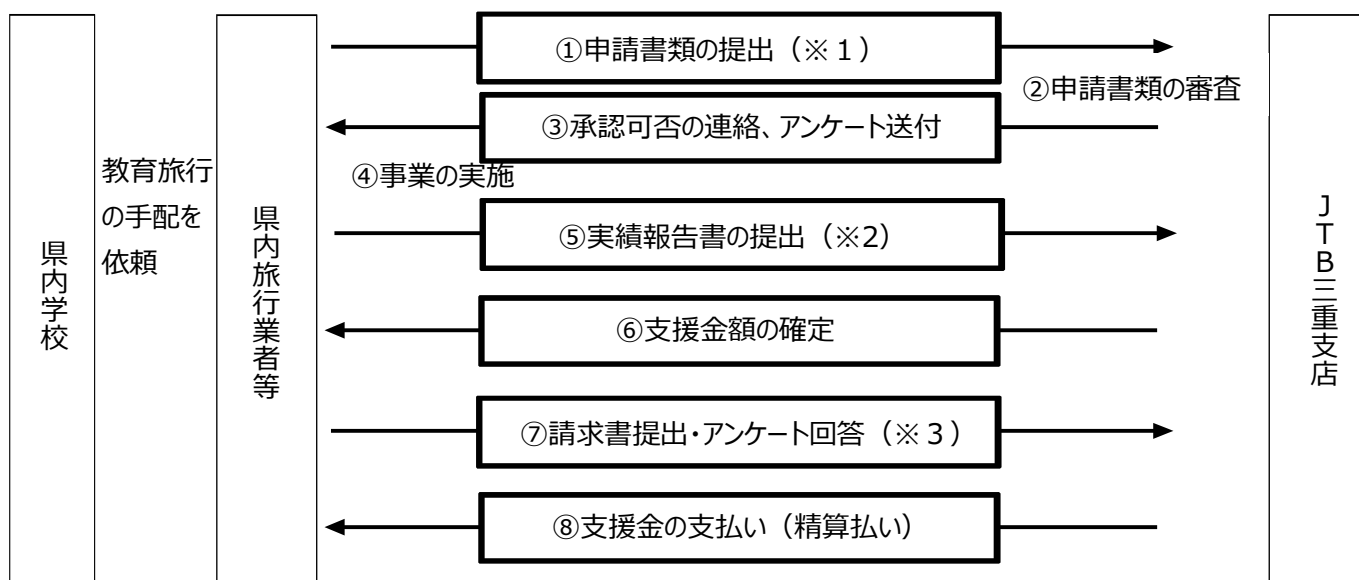 県内学校
教育旅行
の手配を
依頼
県内旅行業者等
①申請書類の提出（※１）
②申請書類の審査
③承認可否の連絡、アンケート送付
④事業の実施
⑤実績報告書の提出（※2）
⑥支援金額の確定
⑦請求書提出・アンケート回答（※３）
⑧支援金の支払い（精算払い）
ＪＴＢ三重支店